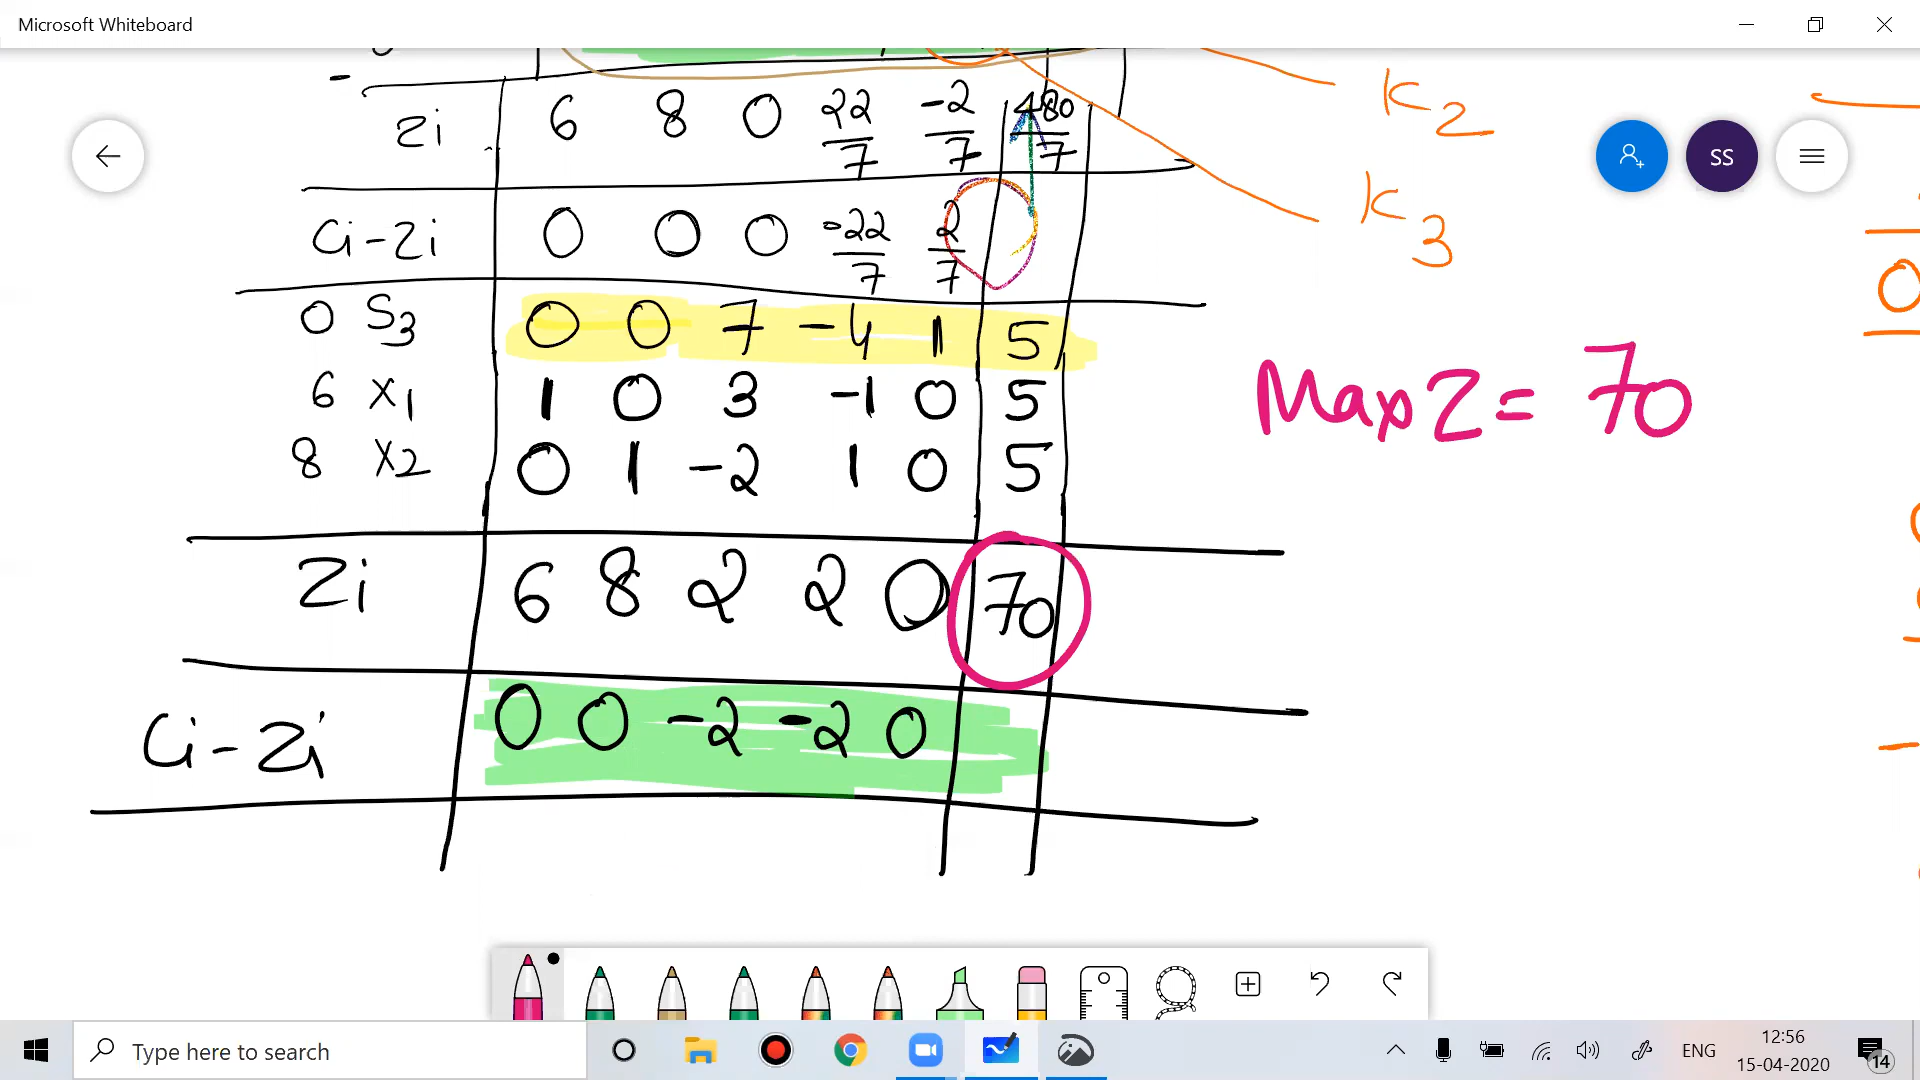 Microsoft Whiteboard
K2
Zi 6 8 0 22/7 -2/7 480/7
SS
K3
Ci-Zi 0 0 0 -22/7 2/7
0 S3 0 0 7 -4 1 5
0
6 X1 1 0 3 -1 0 5
Max Z = 70
8 X2 0 1 -2 1 0 5
Zi 6 8 2 2 0 70
Ci-Zi 0 0 -2 -2 0
Type here to search
ENG
12:56
15-04-2020
14